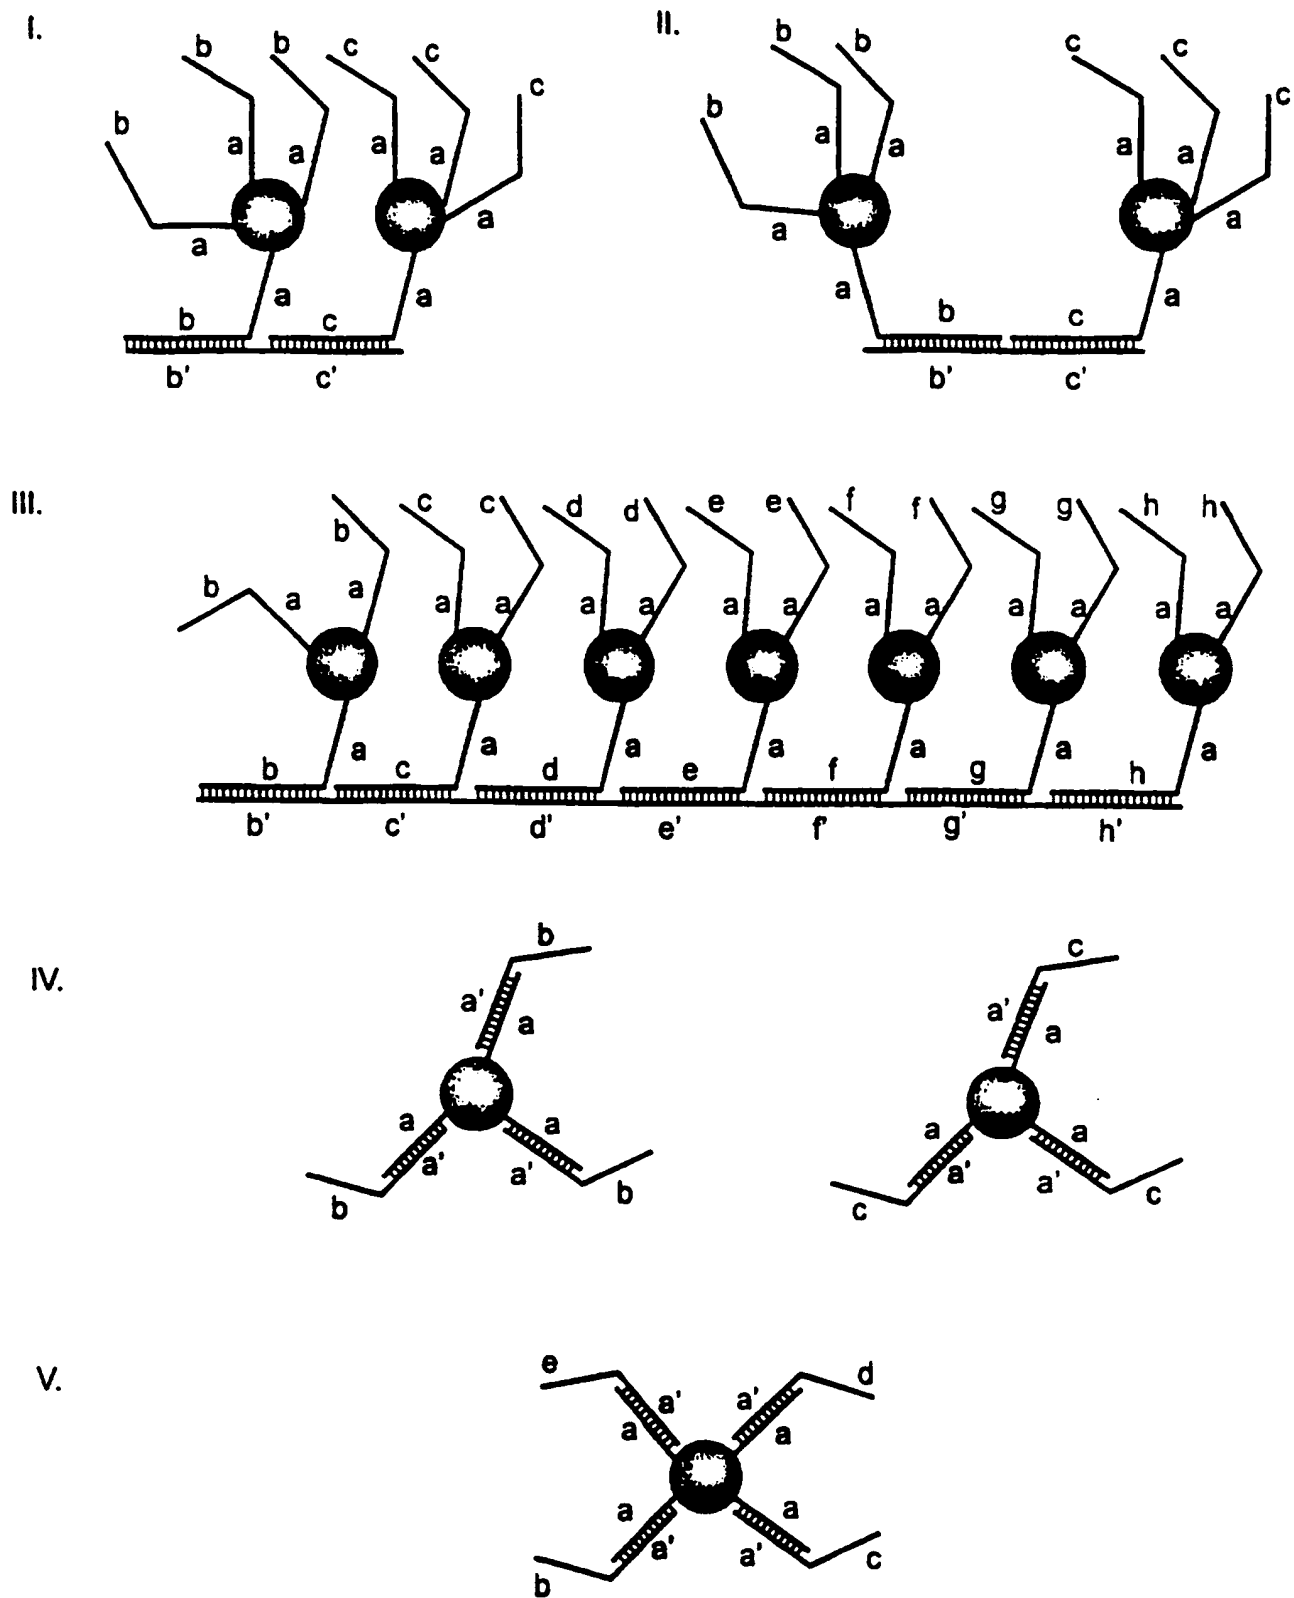 I. II.
b b c c b b c c
b c b c
a a a a a a a a
a a a a
a a a a
b c b c
b' c' b' c'
III.
b c c d d e e f f g g h h
b a a a a a a a a a a a a a a
a a a a a a a
b c d e f g h
b' c' d' e' f' g' h'
IV.
b c
a' a a' a
a a a a
a' a' a' a'
b b c c
V.
e d
a' a'
a a
a a
a' a'
b c